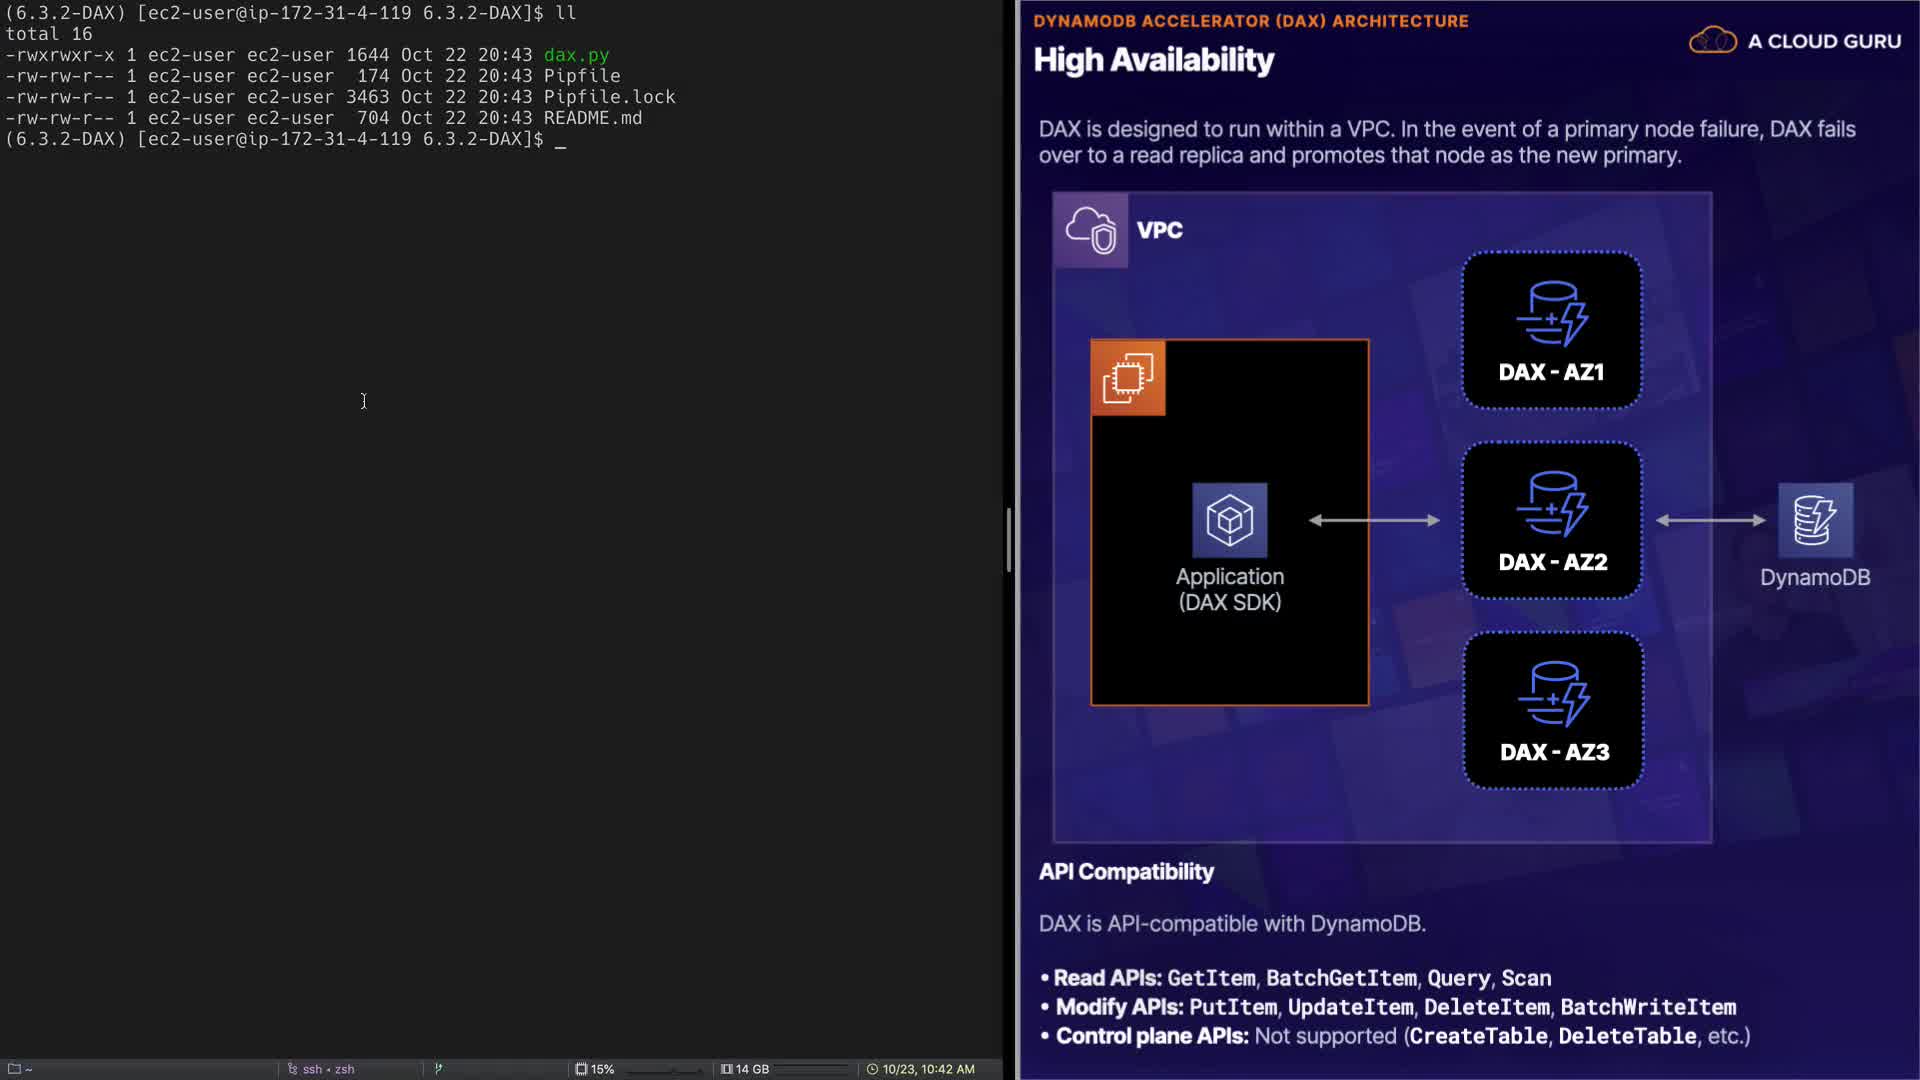 (6.3.2-DAX) [ec2-user@ip-172-31-4-119 6.3.2-DAX]$ ll
total 16
-rwxrwxr-x 1 ec2-user ec2-user 1644 Oct 22 20:43 dax.py
-rw-rw-r-- 1 ec2-user ec2-user  174 Oct 22 20:43 Pipfile
-rw-rw-r-- 1 ec2-user ec2-user 3463 Oct 22 20:43 Pipfile.lock
-rw-rw-r-- 1 ec2-user ec2-user  704 Oct 22 20:43 README.md
(6.3.2-DAX) [ec2-user@ip-172-31-4-119 6.3.2-DAX]$ _
~
ssh • zsh
15%
14 GB
10/23, 10:42 AM
DYNAMODB ACCELERATOR (DAX) ARCHITECTURE
High Availability
A CLOUD GURU
DAX is designed to run within a VPC. In the event of a primary node failure, DAX fails
over to a read replica and promotes that node as the new primary.
VPC
DAX - AZ1
DAX - AZ2
DAX - AZ3
Application
(DAX SDK)
DynamoDB
API Compatibility
DAX is API-compatible with DynamoDB.
• Read APIs: GetItem, BatchGetItem, Query, Scan
• Modify APIs: PutItem, UpdateItem, DeleteItem, BatchWriteItem
• Control plane APIs: Not supported (CreateTable, DeleteTable, etc.)